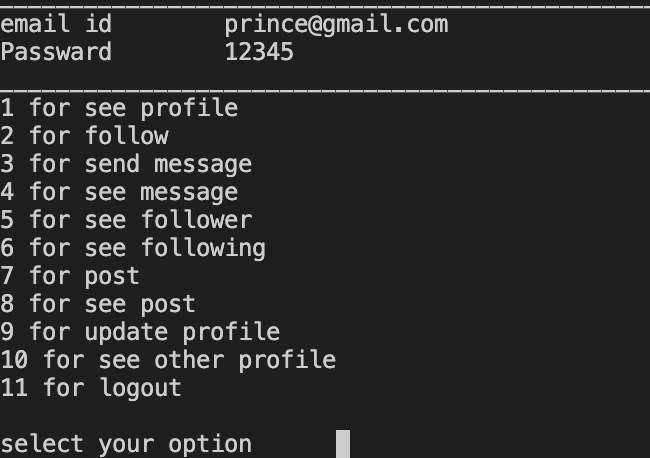 email id prince@gmail.com
Passward 12345
1 for see profile
2 for follow
3 for send message
4 for see message
5 for see follower
6 for see following
7 for post
8 for see post
9 for update profile
10 for see other profile
11 for logout
select your option